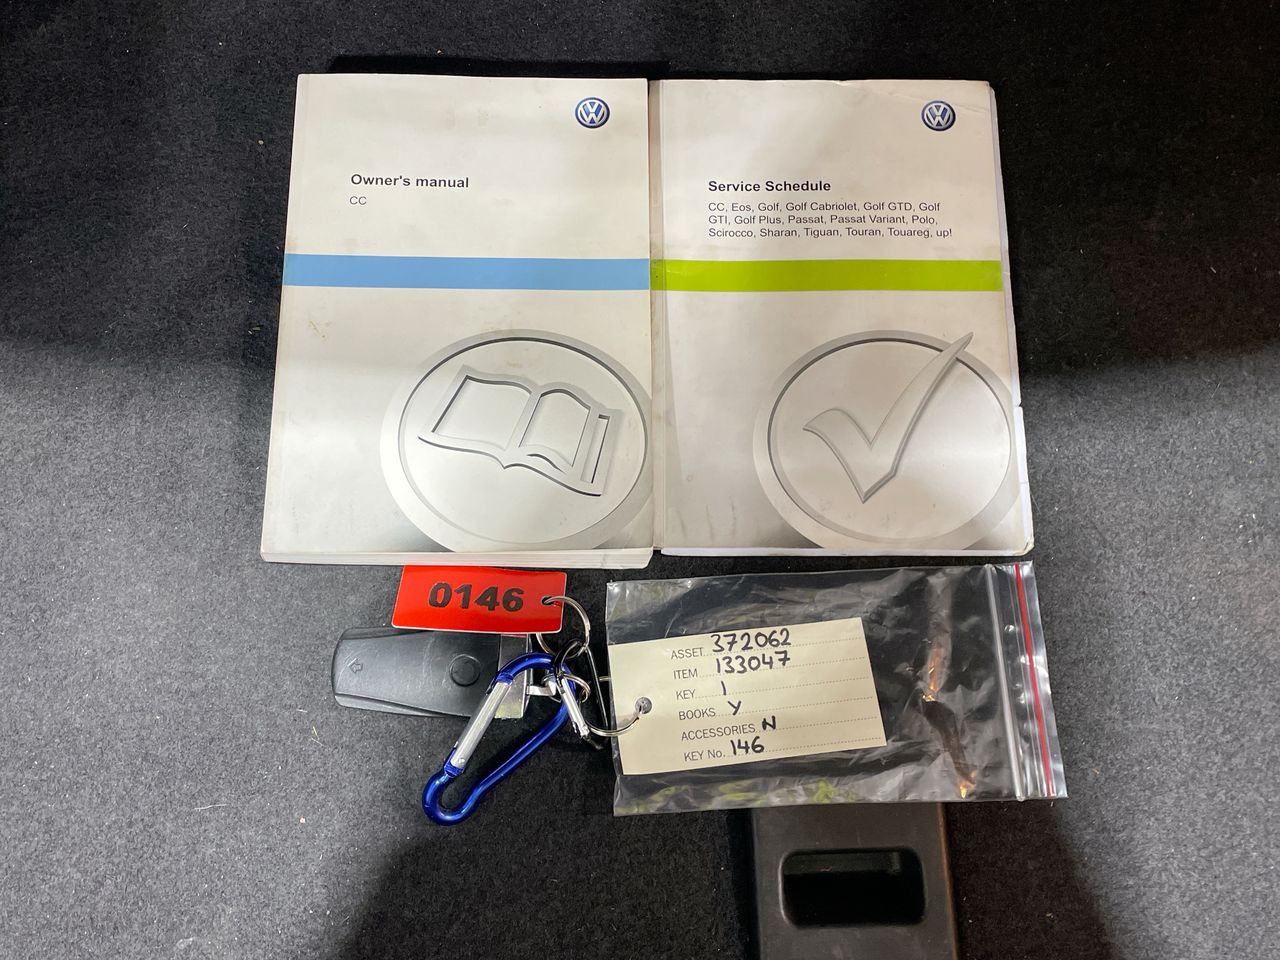 Owner's manual
CC
Service Schedule
CC, Eos, Golf, Golf Cabriolet, Golf GTD, Golf
GTI, Golf Plus, Passat, Passat Variant, Polo,
Scirocco, Sharan, Tiguan, Touran, Touareg, up!
0146
ASSET 372062
ITEM 133047
KEY 1
BOOKS Y
ACCESSORIES N
KEY No. 146